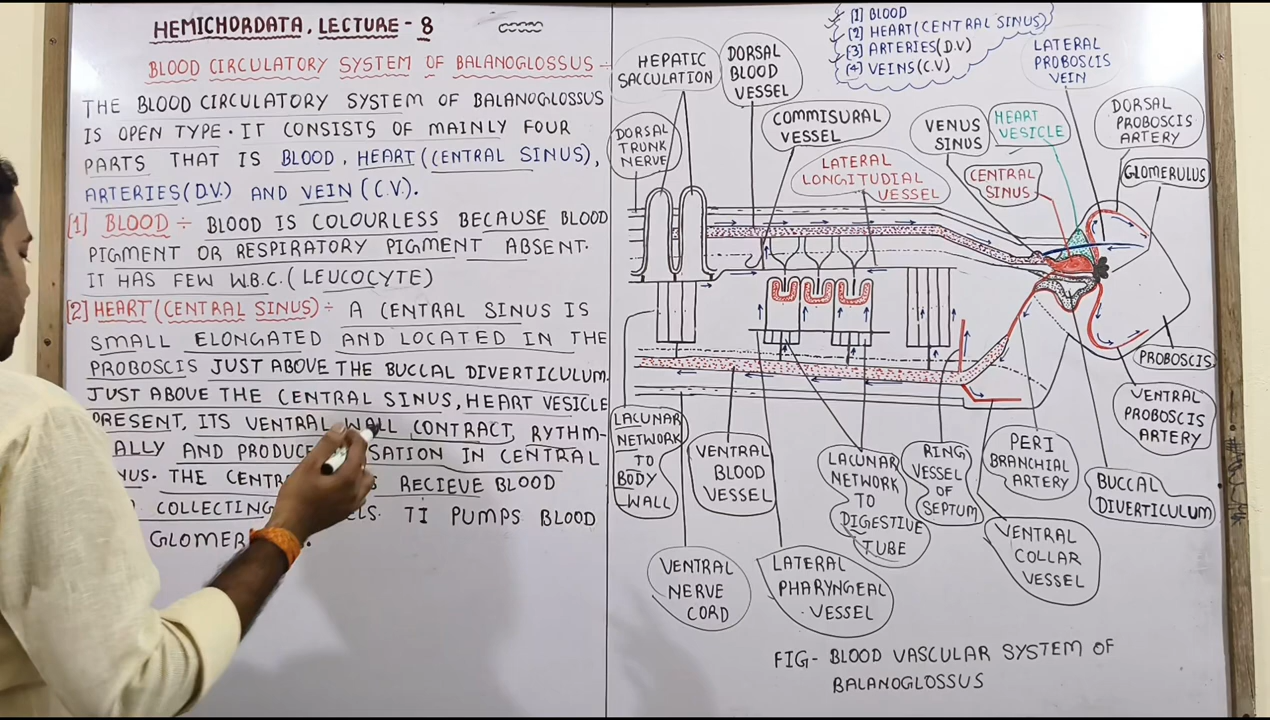 HEMICHORDATA, LECTURE - 8
BLOOD CIRCULATORY SYSTEM OF BALANOGLOSSUS :-
THE BLOOD CIRCULATORY SYSTEM OF BALANOGLOSSUS
IS OPEN TYPE. IT CONSISTS OF MAINLY FOUR
PARTS THAT IS BLOOD, HEART (CENTRAL SINUS),
ARTERIES (D.V.) AND VEIN (C.V.).
[1] BLOOD ÷ BLOOD IS COLOURLESS BECAUSE BLOOD
PIGMENT OR RESPIRATORY PIGMENT ABSENT.
IT HAS FEW W.B.C. (LEUCOCYTE)
[2] HEART (CENTRAL SINUS) ÷ A CENTRAL SINUS IS
SMALL ELONGATED AND LOCATED IN THE
PROBOSCIS JUST ABOVE THE BUCCAL DIVERTICULUM.
JUST ABOVE THE CENTRAL SINUS, HEART VESICLE
PRESENT, ITS VENTRAL WALL CONTRACT, RYTHM-
ALLY AND PRODUCE IN CENTRAL
THE RECIEVE BLOOD
COLLECTING TI PUMPS BLOOD
[1] BLOOD
[2] HEART (CENTRAL SINUS)
[3] ARTERIES (D.V)
[4] VEINS (C.V)
HEPATIC
SACCULATION
DORSAL
BLOOD
VESSEL
LATERAL
PROBOSCIS
VEIN
DORSAL
TRUNK
NERVE
COMMISURAL
VESSEL
VENUS
SINUS
HEART
VESICLE
DORSAL
PROBOSCIS
ARTERY
LATERAL
LONGITUDIAL
VESSEL
CENTRAL
SINUS
GLOMERULUS
PROBOSCIS
LACUNAR
NETWORK
TO
BODY
WALL
VENTRAL
BLOOD
VESSEL
LACUNAR
NETWORK
TO
DIGESTIVE
TUBE
RING
VESSEL
OF
SEPTUM
PERI
BRANCHIAL
ARTERY
VENTRAL
PROBOSCIS
ARTERY
BUCCAL
DIVERTICULUM
VENTRAL
NERVE
CORD
LATERAL
PHARYNGEAL
VESSEL
VENTRAL
COLLAR
VESSEL
FIG- BLOOD VASCULAR SYSTEM OF
BALANOGLOSSUS